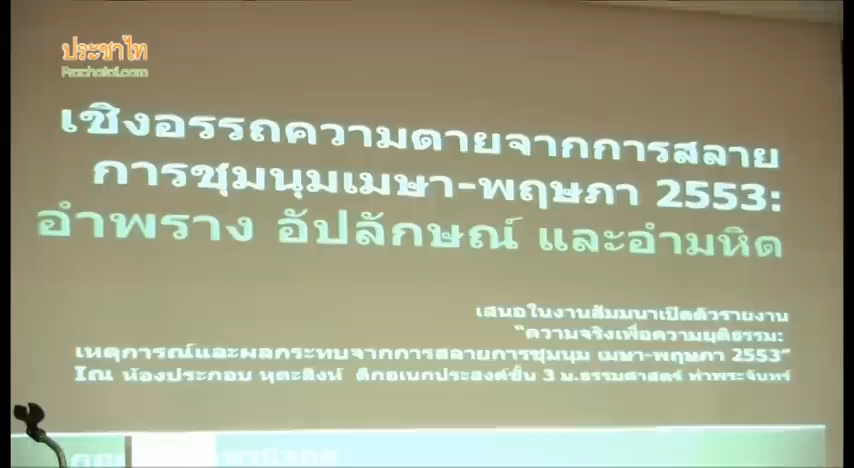 ประชาไท
Prachatai.com
เชิงอรรถความตายจากการสลาย
การชุมนุมเมษา-พฤษภา 2553:
อำพราง อัปลักษณ์ และอำมหิต
เสนอในงานสัมมนาเปิดตัวรายงาน
“ความจริงเพื่อความยุติธรรม:
เหตุการณ์และผลกระทบจากการสลายการชุมนุม เมษา-พฤษภา 2553”
ณ ห้องประกอบ หุตะสิงห์ ตึกอเนกประสงค์ชั้น 3 ม.ธรรมศาสตร์ ท่าพระจันทร์